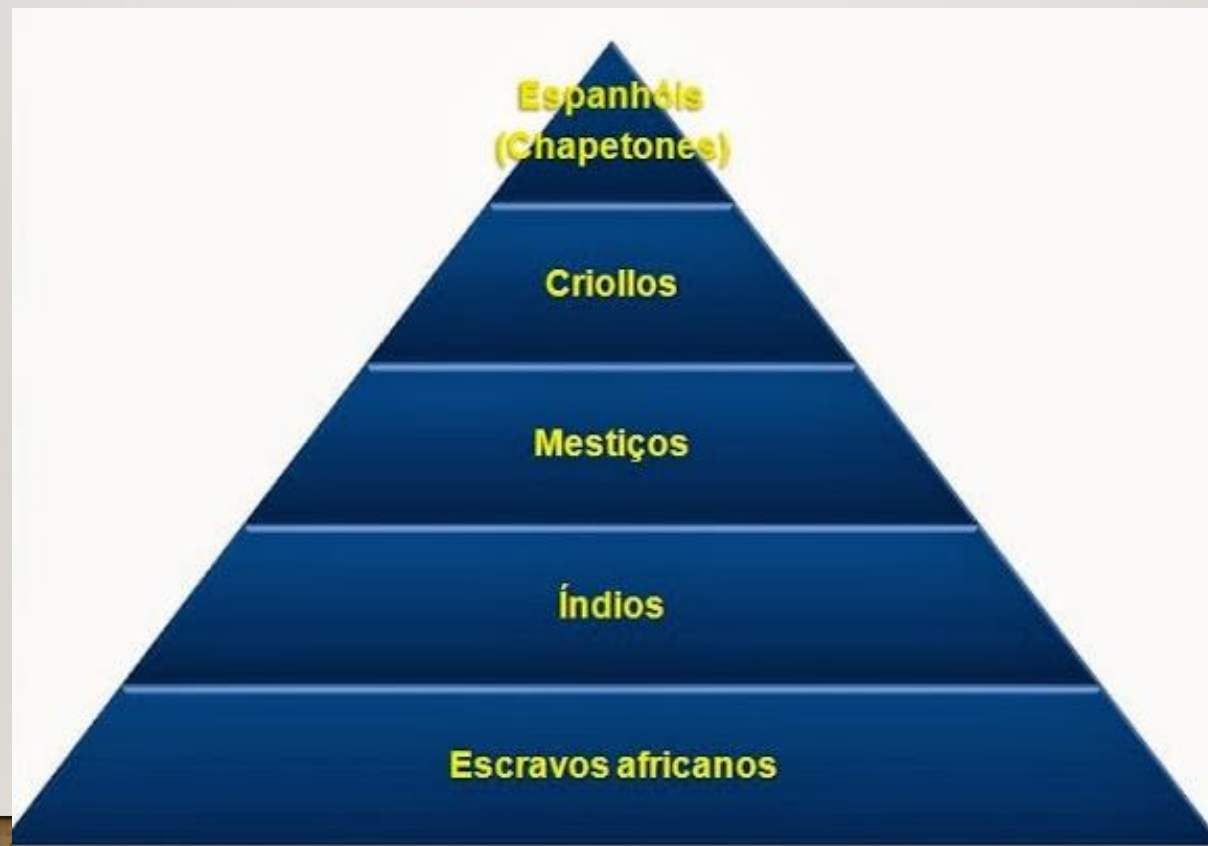 Espanhóis
(Chapetones)
Criollos
Mestiços
Índios
Escravos africanos